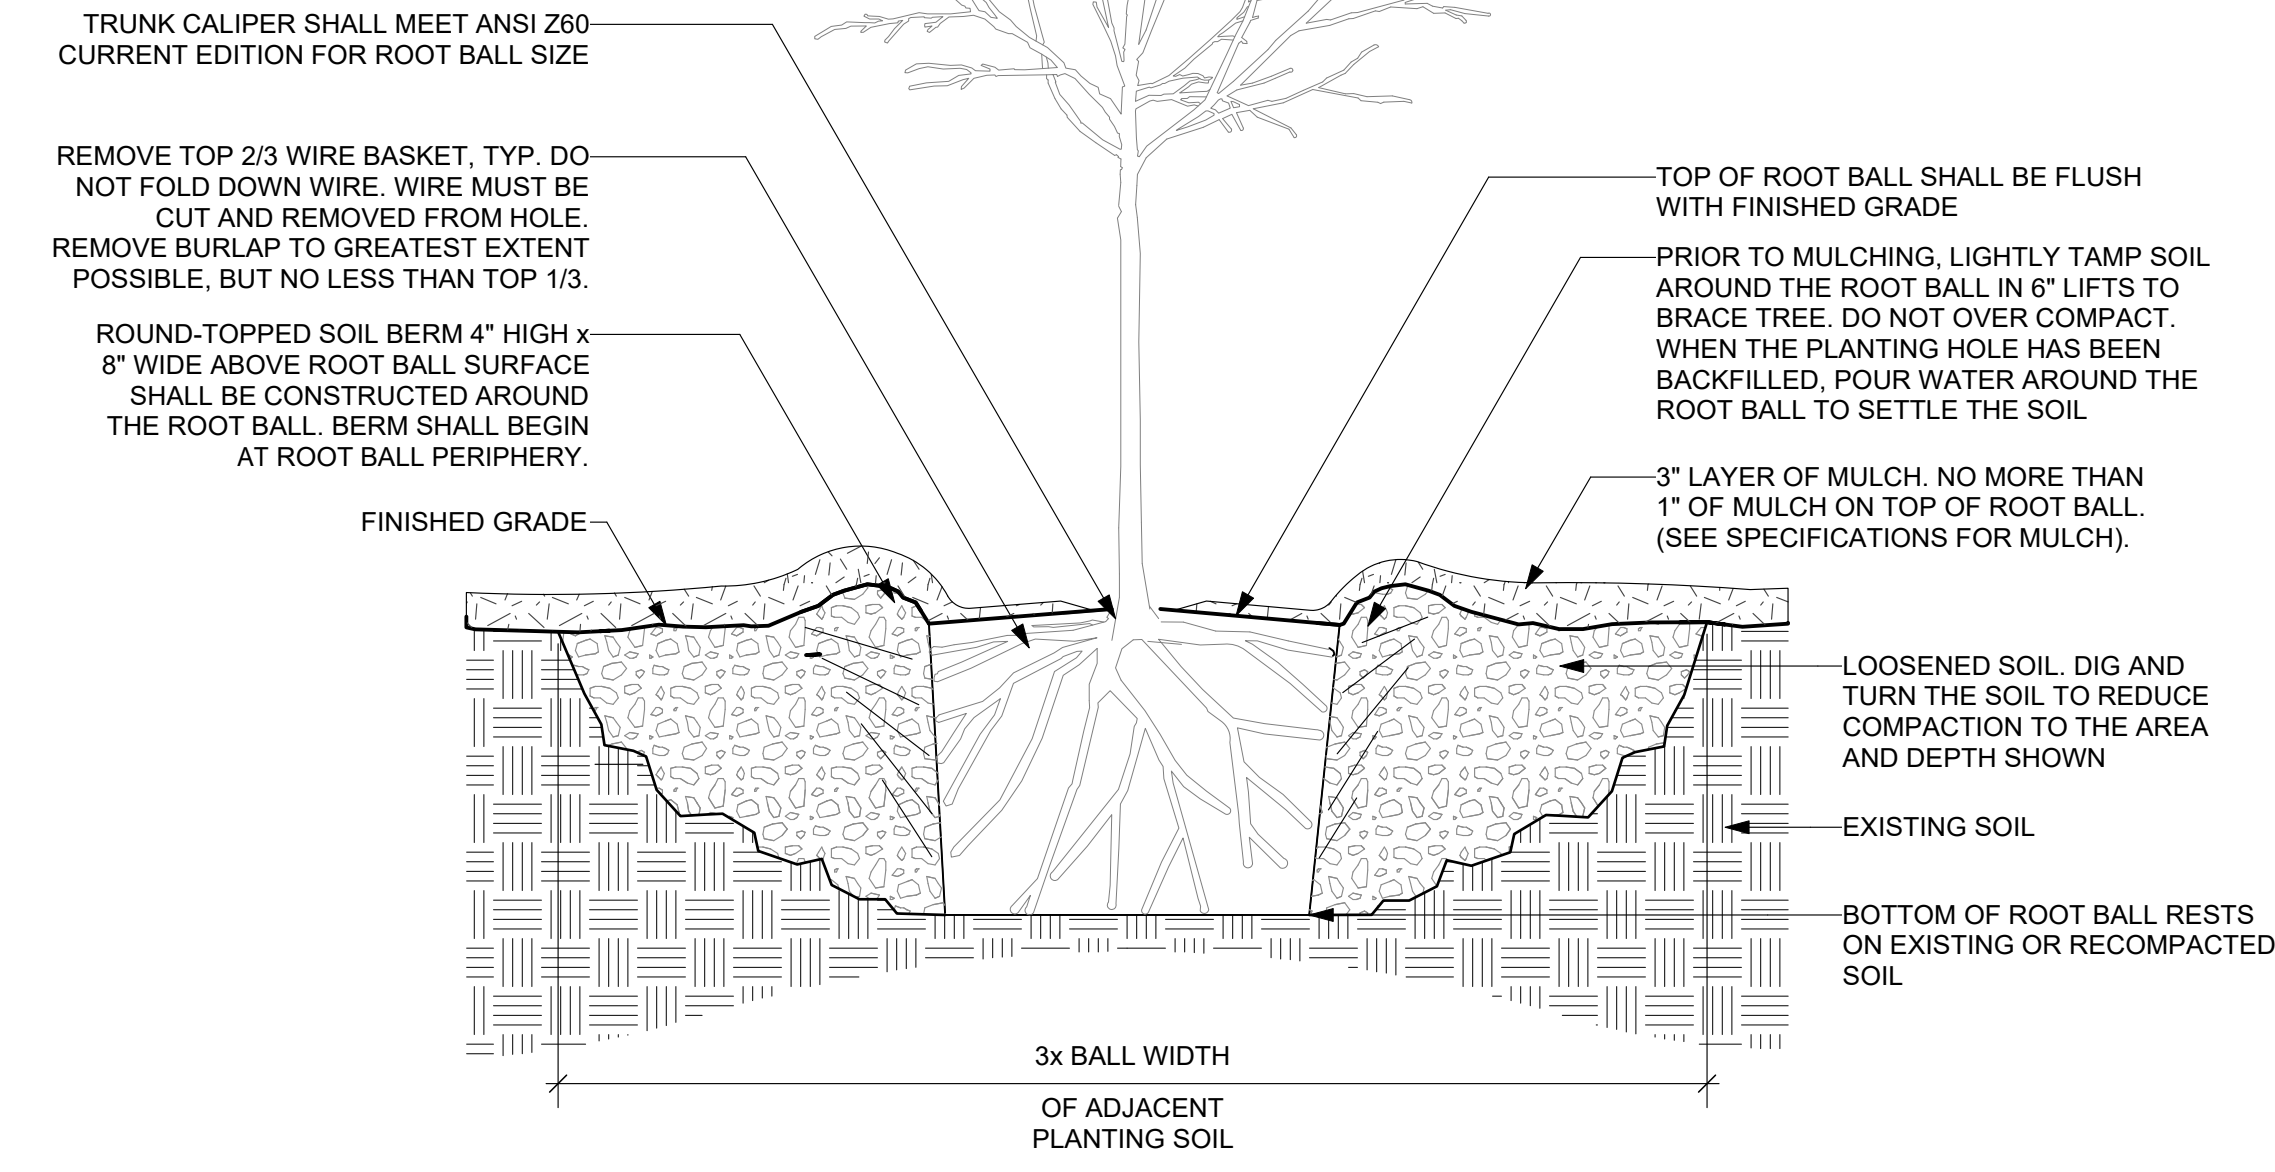 TRUNK CALIPER SHALL MEET ANSI Z60
CURRENT EDITION FOR ROOT BALL SIZE
REMOVE TOP 2/3 WIRE BASKET, TYP. DO
NOT FOLD DOWN WIRE. WIRE MUST BE
CUT AND REMOVED FROM HOLE.
REMOVE BURLAP TO GREATEST EXTENT
POSSIBLE, BUT NO LESS THAN TOP 1/3.
ROUND-TOPPED SOIL BERM 4" HIGH x
8" WIDE ABOVE ROOT BALL SURFACE
SHALL BE CONSTRUCTED AROUND
THE ROOT BALL. BERM SHALL BEGIN
AT ROOT BALL PERIPHERY.
FINISHED GRADE
TOP OF ROOT BALL SHALL BE FLUSH
WITH FINISHED GRADE
PRIOR TO MULCHING, LIGHTLY TAMP SOIL
AROUND THE ROOT BALL IN 6" LIFTS TO
BRACE TREE. DO NOT OVER COMPACT.
WHEN THE PLANTING HOLE HAS BEEN
BACKFILLED, POUR WATER AROUND THE
ROOT BALL TO SETTLE THE SOIL
3" LAYER OF MULCH. NO MORE THAN
1" OF MULCH ON TOP OF ROOT BALL.
(SEE SPECIFICATIONS FOR MULCH).
LOOSENED SOIL. DIG AND
TURN THE SOIL TO REDUCE
COMPACTION TO THE AREA
AND DEPTH SHOWN
EXISTING SOIL
BOTTOM OF ROOT BALL RESTS
ON EXISTING OR RECOMPACTED
SOIL
3x BALL WIDTH
OF ADJACENT
PLANTING SOIL